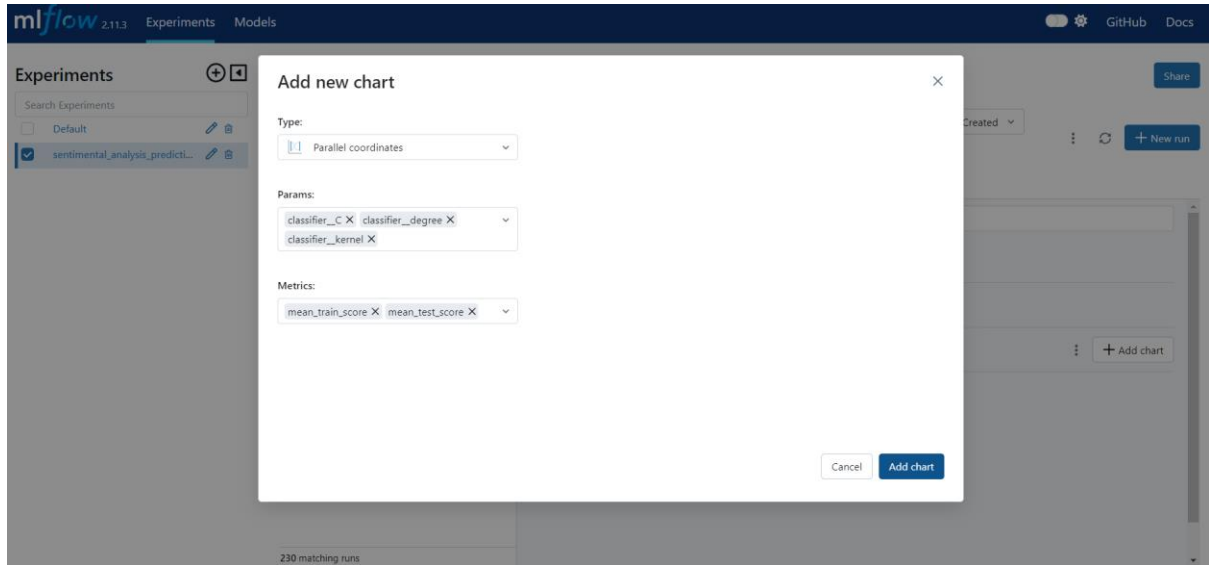 mlflow 2.11.3 Experiments Models GitHub Docs
Experiments
Share
Search Experiments
Default
sentimental_analysis_predicti...
Add new chart
Type:
Parallel coordinates
Params:
classifier__C classifier__degree
classifier__kernel
Metrics:
mean_train_score mean_test_score
Cancel Add chart
Created
+ New run
+ Add chart
230 matching runs